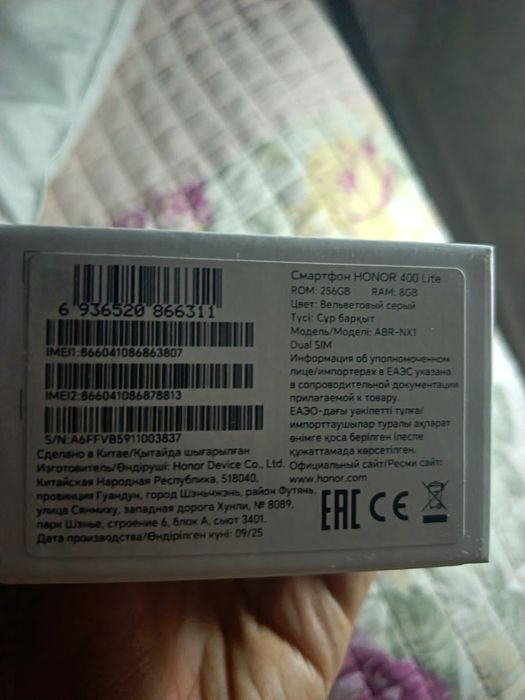 6 936520 866311
IMEI1:866041086863807
IMEI2:866041086878813
S/N:A6FFVB5911003837
Сделано в Китае/Қытайда шығарылған
Изготовитель/Өндіруші: Honor Device Co., Ltd.
Китайская Народная Республика, 518040,
провинция Гуандун, город Шэньчжэнь, район Футянь,
улица Сянмиху, западная дорога Хунли, № 8089,
парк Шэнье, строение 6, блок А, сьют 3401.
Дата производства/Өндірілген күні: 09/25
Смартфон HONOR 400 Lite
ROM: 256GB RAM: 8GB
Цвет: Вельветовый серый
Түсі: Сұр барқыт
Модель/Моделі: ABR-NX1
Dual SIM
Информация об уполномоченном
лице/импортерах в ЕАЭС указана
в сопроводительной документации
прилагаемой к товару.
ЕАЭО-дағы уәкілетті тұлға/
импорттаушылар туралы ақпарат
өнімге қоса берілген ілеспе
құжаттамада көрсетілген.
Официальный сайт/Ресми сайт:
www.honor.com
EAC CE